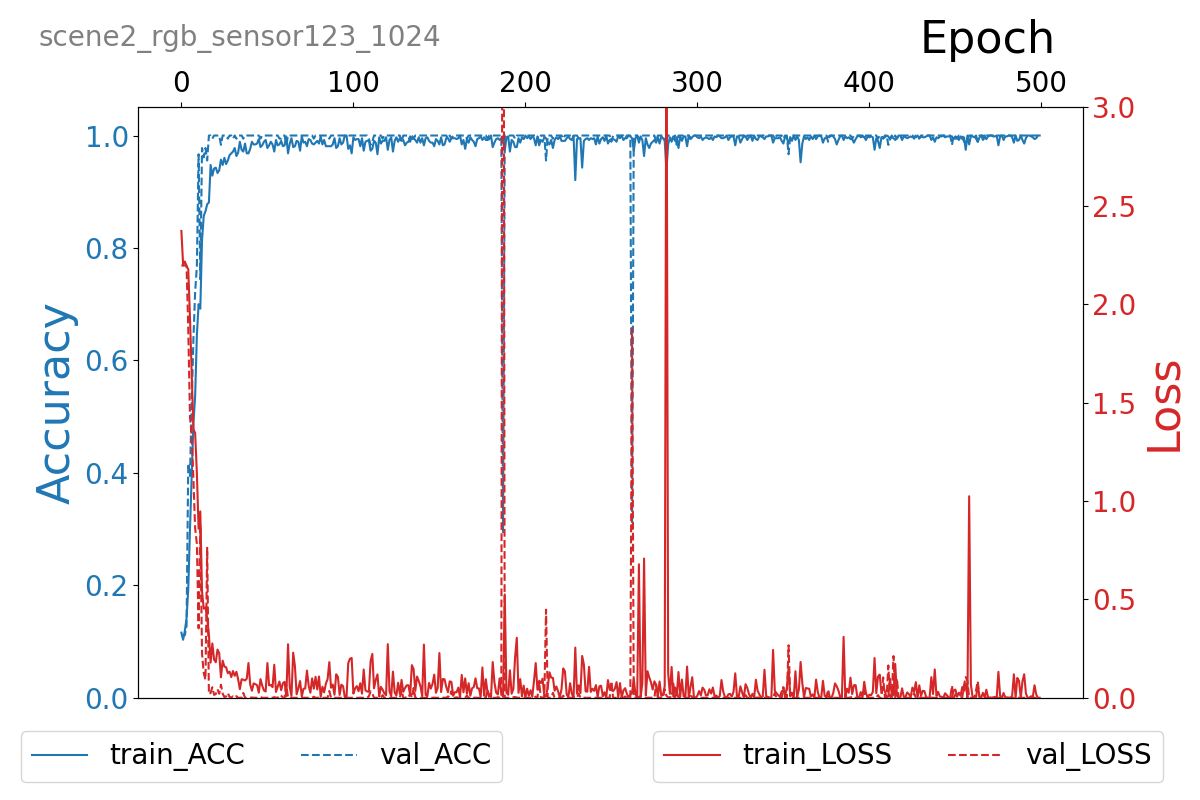 scene2_rgb_sensor123_1024
Epoch
0 100 200 300 400 500
Accuracy
1.0
0.8
0.6
0.4
0.2
0.0
Loss
3.0
2.5
2.0
1.5
1.0
0.5
0.0
train_ACC val_ACC
train_LOSS val_LOSS